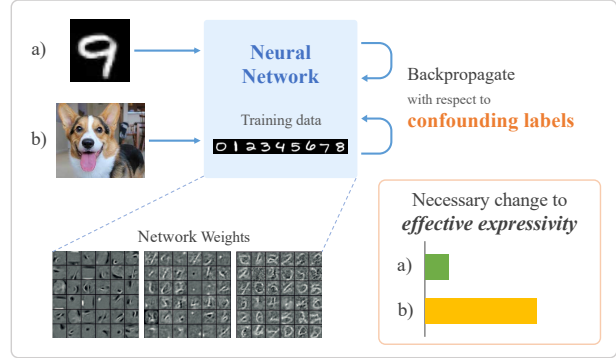 a)
9
Neural
Network
Backpropagate
with respect to
confounding labels
b)
Training data
0 1 2 3 4 5 6 7 8
Network Weights
Necessary change to
effective expressivity
a)
b)